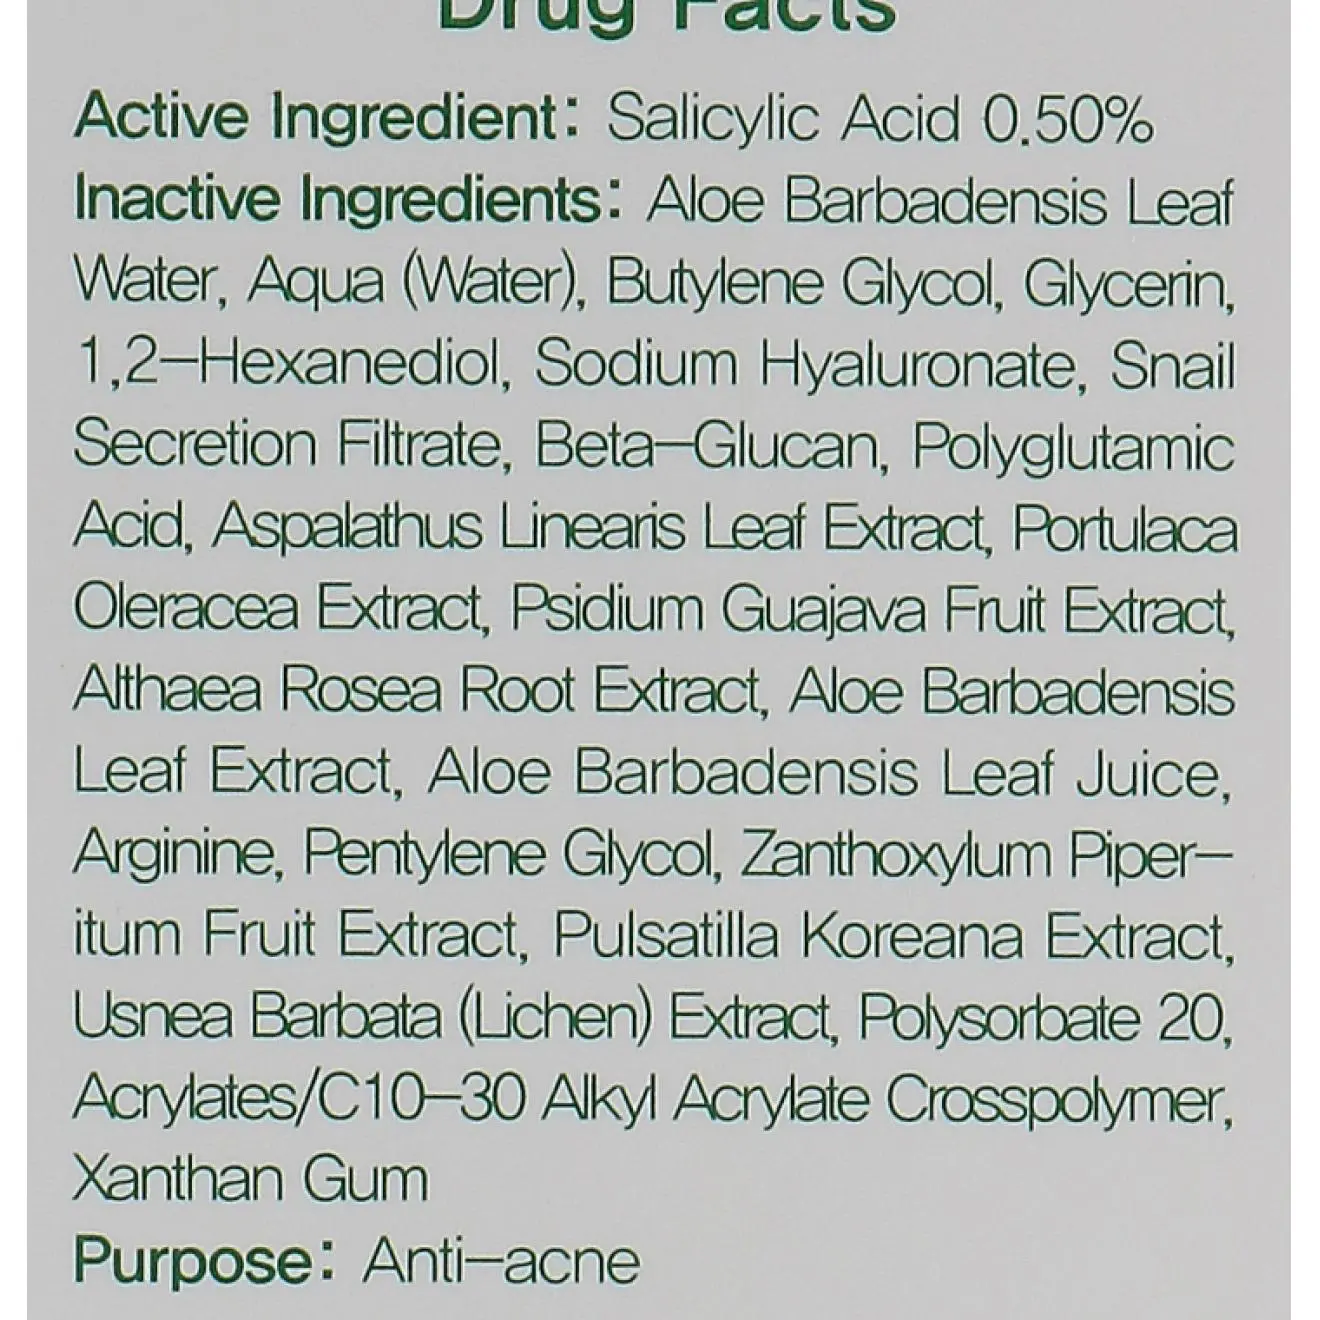 Drug Facts
Active Ingredient: Salicylic Acid 0.50%
Inactive Ingredients: Aloe Barbadensis Leaf
Water, Aqua (Water), Butylene Glycol, Glycerin,
1,2-Hexanediol, Sodium Hyaluronate, Snail
Secretion Filtrate, Beta-Glucan, Polyglutamic
Acid, Aspalathus Linearis Leaf Extract, Portulaca
Oleracea Extract, Psidium Guajava Fruit Extract,
Althaea Rosea Root Extract, Aloe Barbadensis
Leaf Extract, Aloe Barbadensis Leaf Juice,
Arginine, Pentylene Glycol, Zanthoxylum Piper-
itum Fruit Extract, Pulsatilla Koreana Extract,
Usnea Barbata (Lichen) Extract, Polysorbate 20,
Acrylates/C10-30 Alkyl Acrylate Crosspolymer,
Xanthan Gum
Purpose: Anti-acne